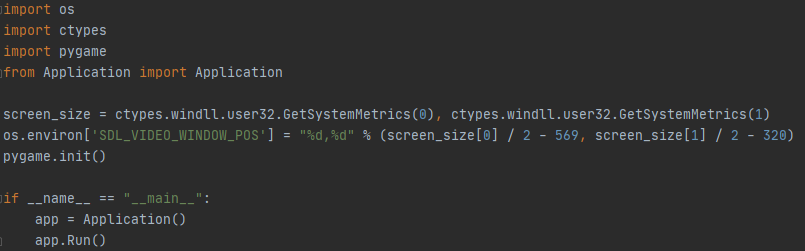 import os
import ctypes
import pygame
from Application import Application
screen_size = ctypes.windll.user32.GetSystemMetrics(0), ctypes.windll.user32.GetSystemMetrics(1)
os.environ['SDL_VIDEO_WINDOW_POS'] = "%d,%d" % (screen_size[0] / 2 - 569, screen_size[1] / 2 - 320)
pygame.init()
if __name__ == "__main__":
    app = Application()
    app.Run()